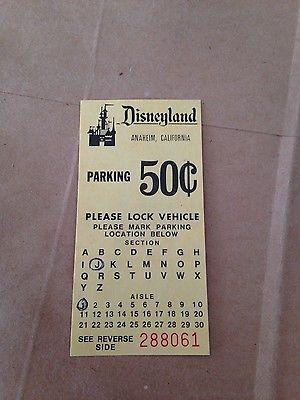 Disneyland
ANAHEIM, CALIFORNIA
PARKING 50¢
PLEASE LOCK VEHICLE
PLEASE MARK PARKING
LOCATION BELOW
SECTION
A B C D E F G H
I J K L M N O P
Q R S T U V W X
Y Z
AISLE
1 2 3 4 5 6 7 8 9 10
11 12 13 14 15 16 17 18 19 20
21 22 23 24 25 26 27 28 29 30
SEE REVERSE
SIDE
288061